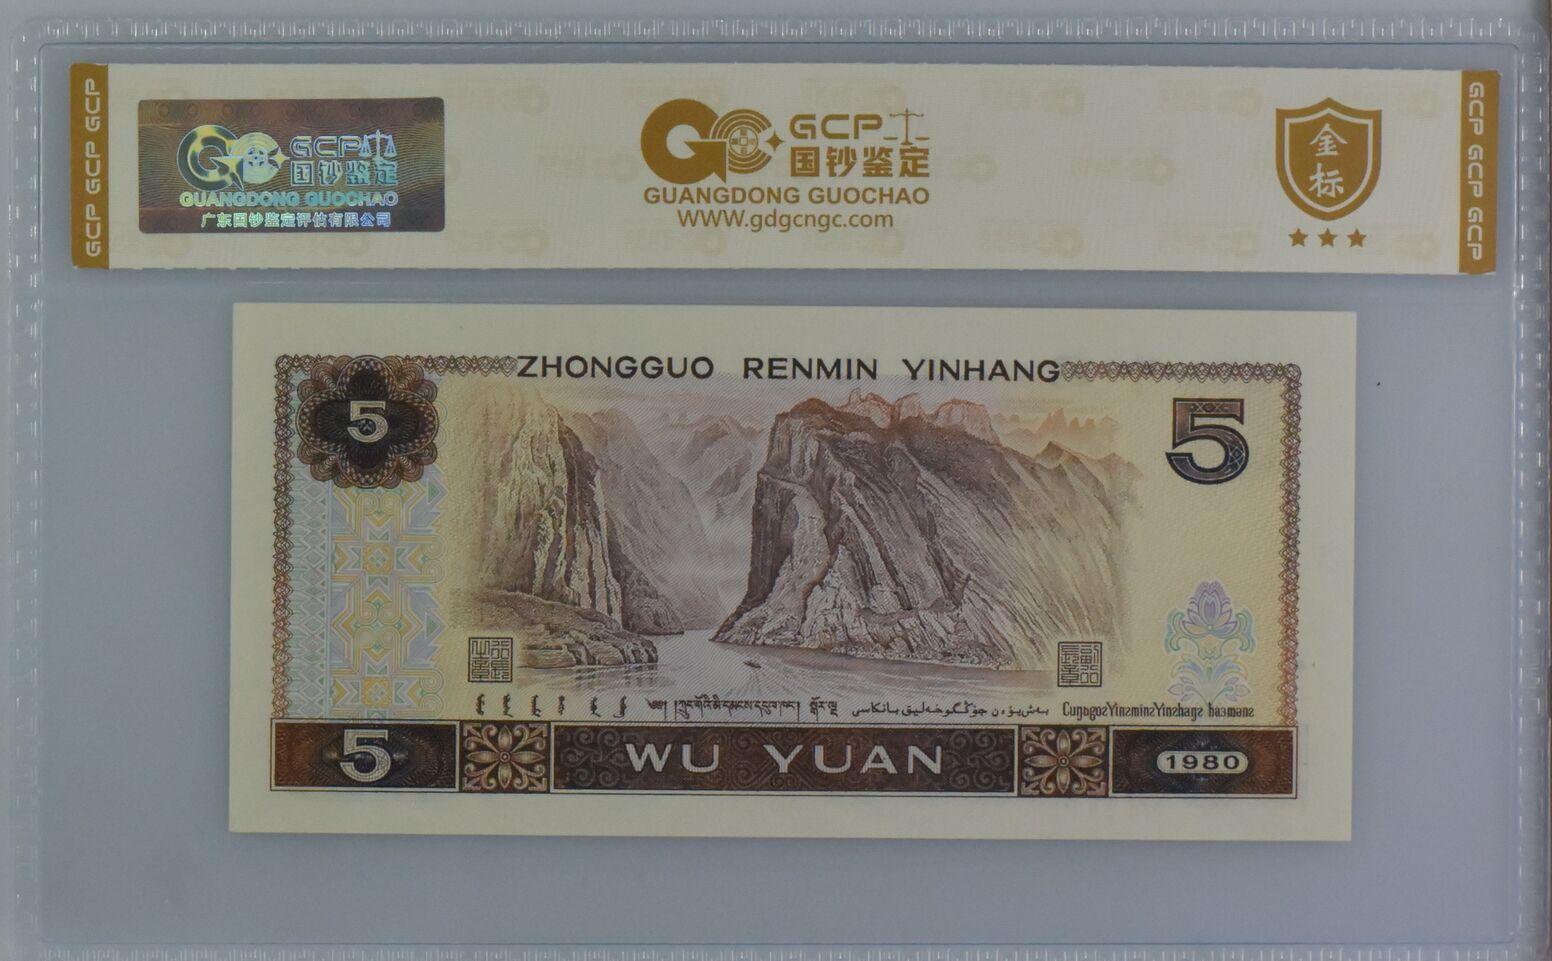 GCP GCP GCP
GCP
国钞鉴定
GUANGDONG GUOCHAO
广东国钞鉴定评估有限公司
GCP
国钞鉴定
GUANGDONG GUOCHAO
WWW.gdgcngc.com
金标
GCP GCP GCP
ZHONGGUO RENMIN YINHANG
5
5
5
WU YUAN
1980